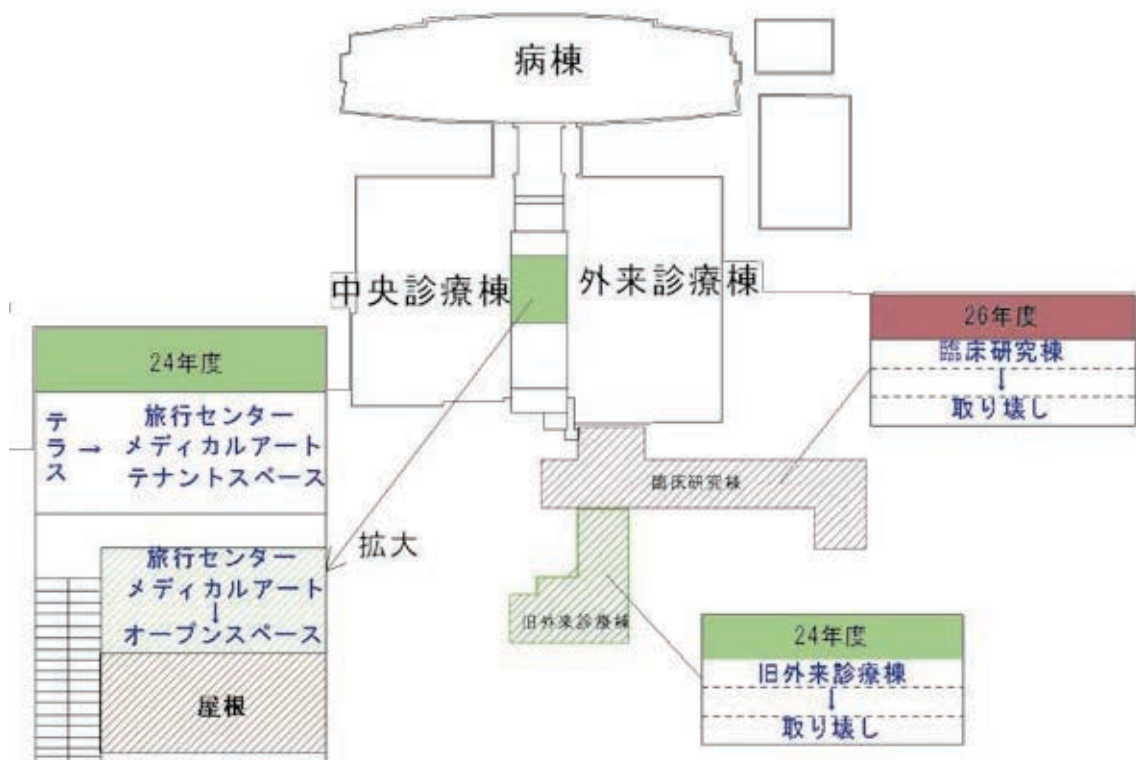 病棟
中央診療棟
外来診療棟
26年度
臨床研究棟
↓
取り壊し
24年度
テラス
→
旅行センター
メディカルアート
テナントスペース
臨床研究棟
拡大
旅行センター
メディカルアート
↓
オープンスペース
屋根
旧外来診療棟
24年度
旧外来診療棟
↓
取り壊し